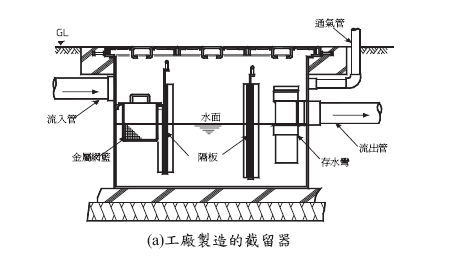 通氣管
GL
流入管
水面
金屬網籃
隔板
存水彎
流出管
(a)工廠製造的截留器